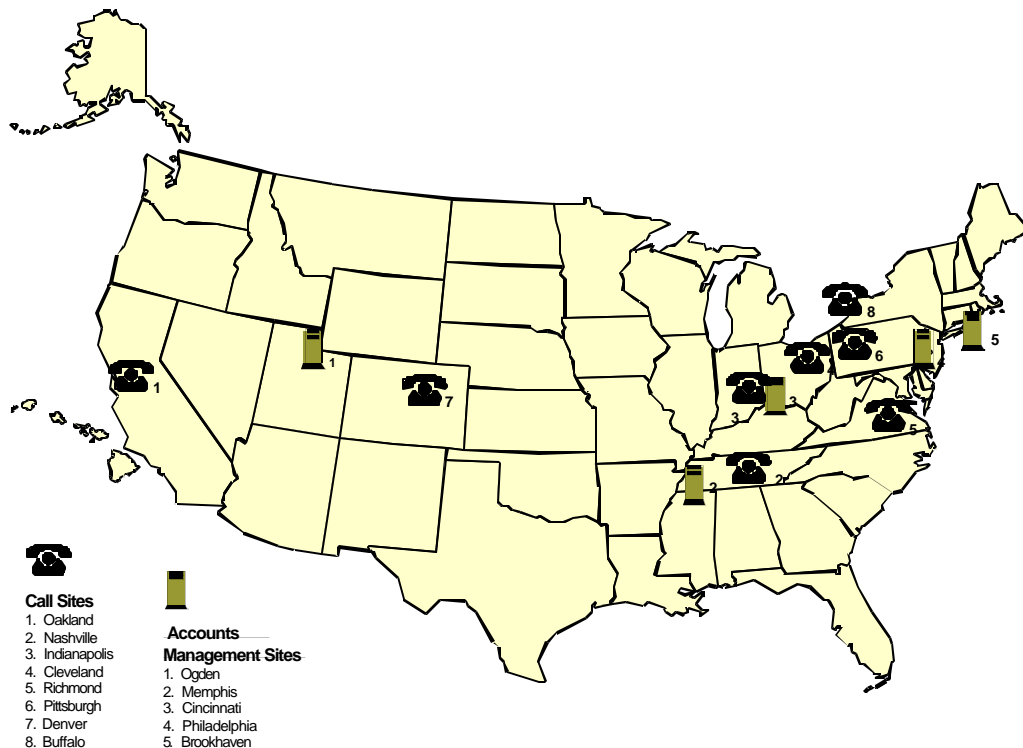 8
5
6
1
7
3
3
5
1
2
2
Call Sites
1. Oakland
2. Nashville
3. Indianapolis
4. Cleveland
5. Richmond
6. Pittsburgh
7. Denver
8. Buffalo
Accounts
Management Sites
1. Ogden
2. Memphis
3. Cincinnati
4. Philadelphia
5. Brookhaven